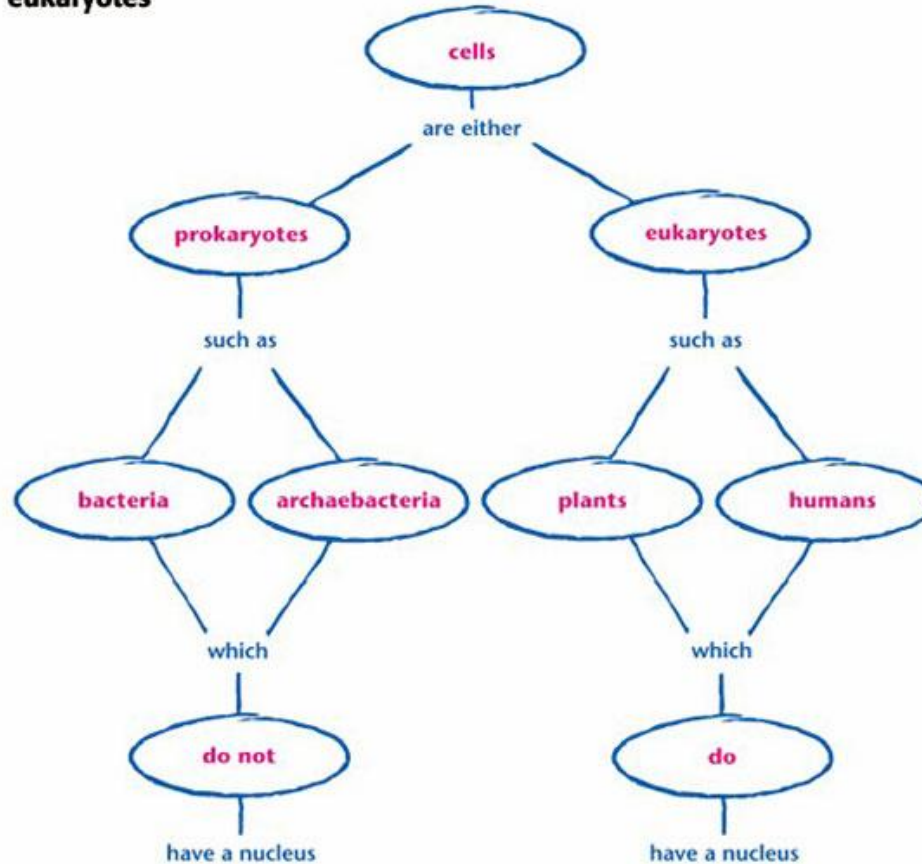 eukaryotes
cells
are either
prokaryotes
eukaryotes
such as
such as
bacteria
archaebacteria
plants
humans
which
which
do not
do
have a nucleus
have a nucleus